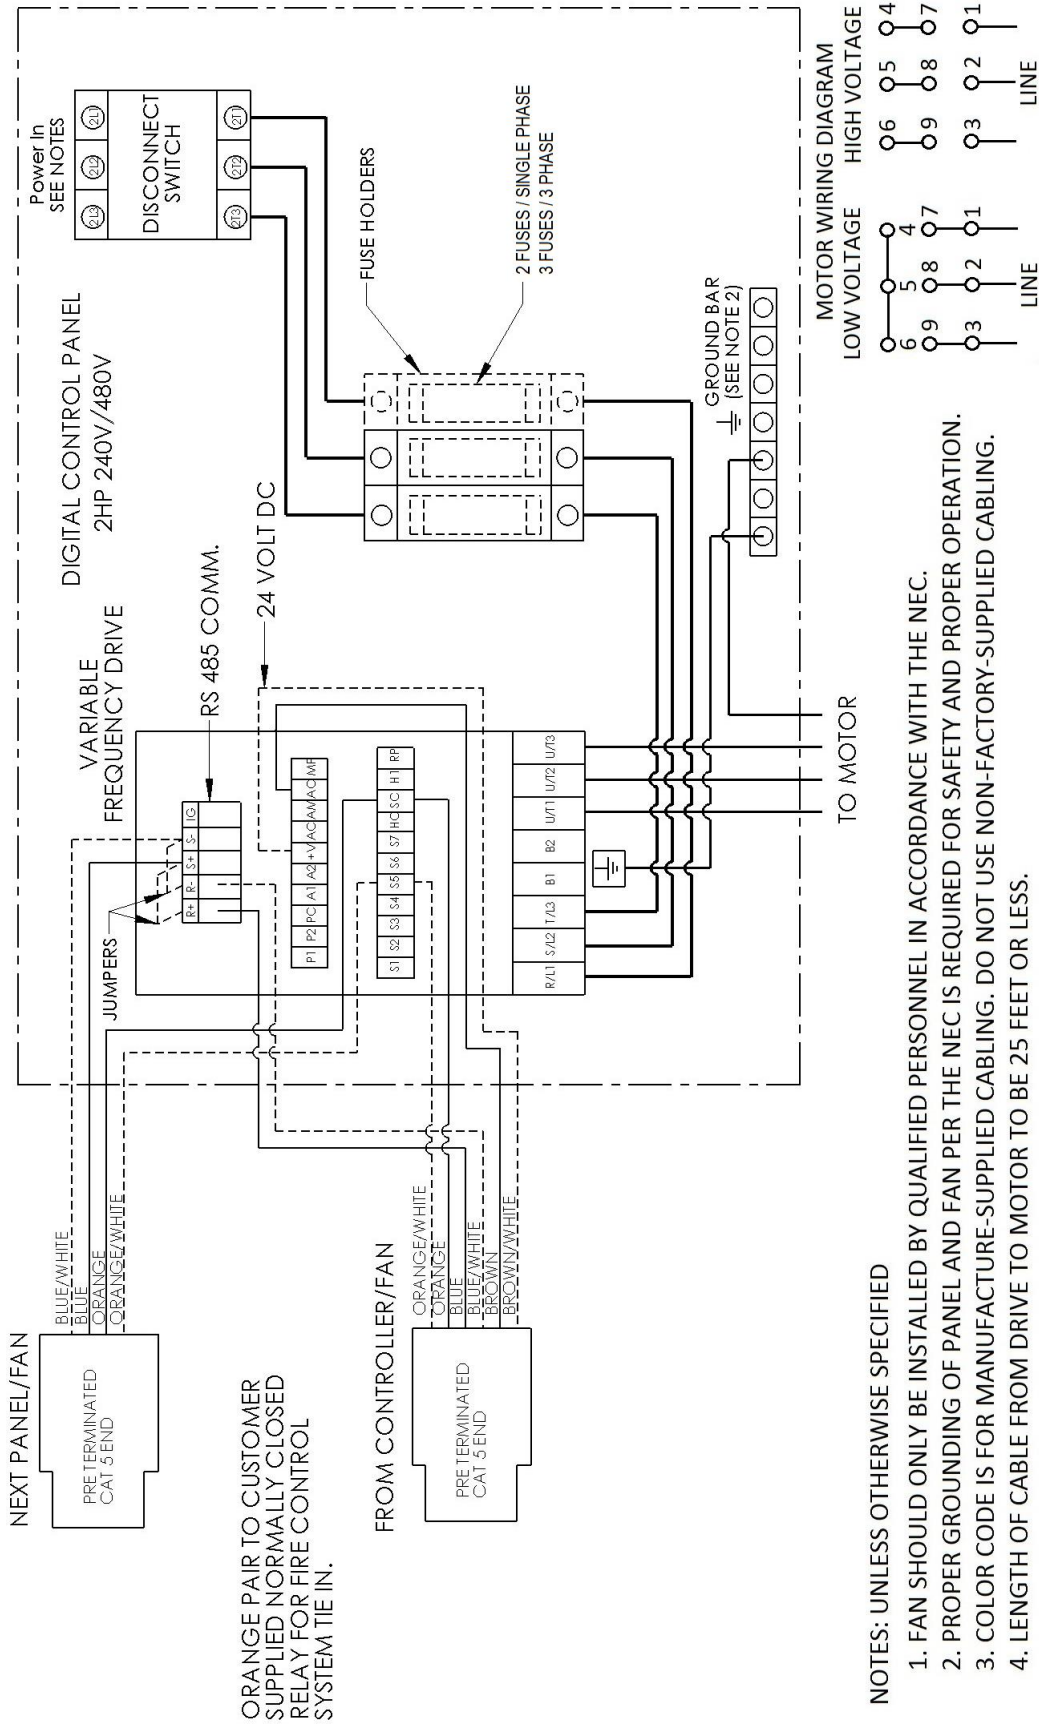 NEXT PANEL/FAN
PRE TERMINATED
CAT 5 END
BLUE/WHITE
BLUE
ORANGE
ORANGE/WHITE
ORANGE PAIR TO CUSTOMER
SUPPLIED NORMALLY CLOSED
RELAY FOR FIRE CONTROL
SYSTEM TIE IN.
FROM CONTROLLER/FAN
PRE TERMINATED
CAT 5 END
ORANGE/WHITE
ORANGE
BLUE
BLUE/WHITE
BROWN
BROWN/WHITE
JUMPERS
VARIABLE
FREQUENCY DRIVE
RS 485 COMM.
R+ R- S+ S- IG
24 VOLT DC
P1 P2 PC A1 A2 +V AC AM AC MP
S1 S2 S3 S4 S5 S6 S7 HC SC H1 RP
R/L1 S/L2 T/L3 B1 B2 U/T1 U/T2 U/T3
TO MOTOR
DIGITAL CONTROL PANEL
2HP 240V/480V
Power In
SEE NOTES
2L3 2L2 2L1
DISCONNECT
SWITCH
2T3 2T2 2T1
FUSE HOLDERS
2 FUSES / SINGLE PHASE
3 FUSES / 3 PHASE
GROUND BAR
(SEE NOTE 2)
MOTOR WIRING DIAGRAM
LOW VOLTAGE
6 5 4
9 8 7
3 2 1
LINE
HIGH VOLTAGE
6 5 4
9 8 7
3 2 1
LINE
NOTES: UNLESS OTHERWISE SPECIFIED
1. FAN SHOULD ONLY BE INSTALLED BY QUALIFIED PERSONNEL IN ACCORDANCE WITH THE NEC.
2. PROPER GROUNDING OF PANEL AND FAN PER THE NEC IS REQUIRED FOR SAFETY AND PROPER OPERATION.
3. COLOR CODE IS FOR MANUFACTURE-SUPPLIED CABLING. DO NOT USE NON-FACTORY-SUPPLIED CABLING.
4. LENGTH OF CABLE FROM DRIVE TO MOTOR TO BE 25 FEET OR LESS.